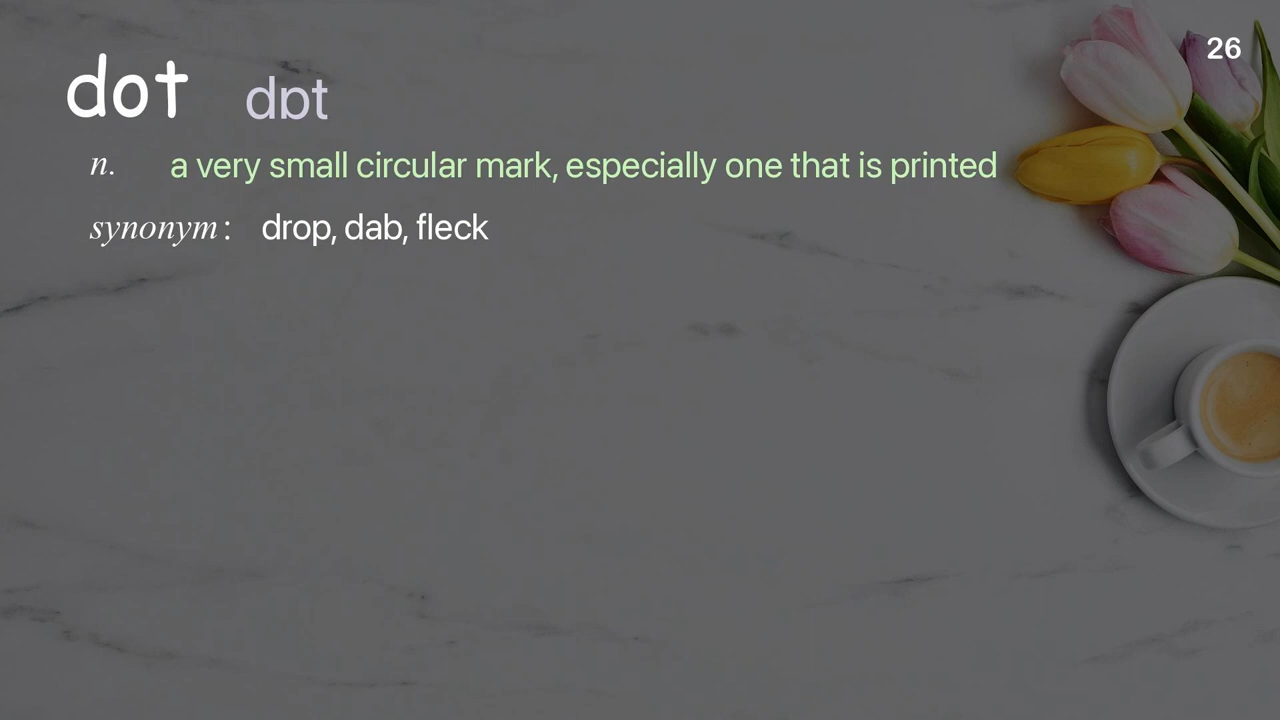 26
dot dɒt
n. a very small circular mark, especially one that is printed
synonym: drop, dab, fleck